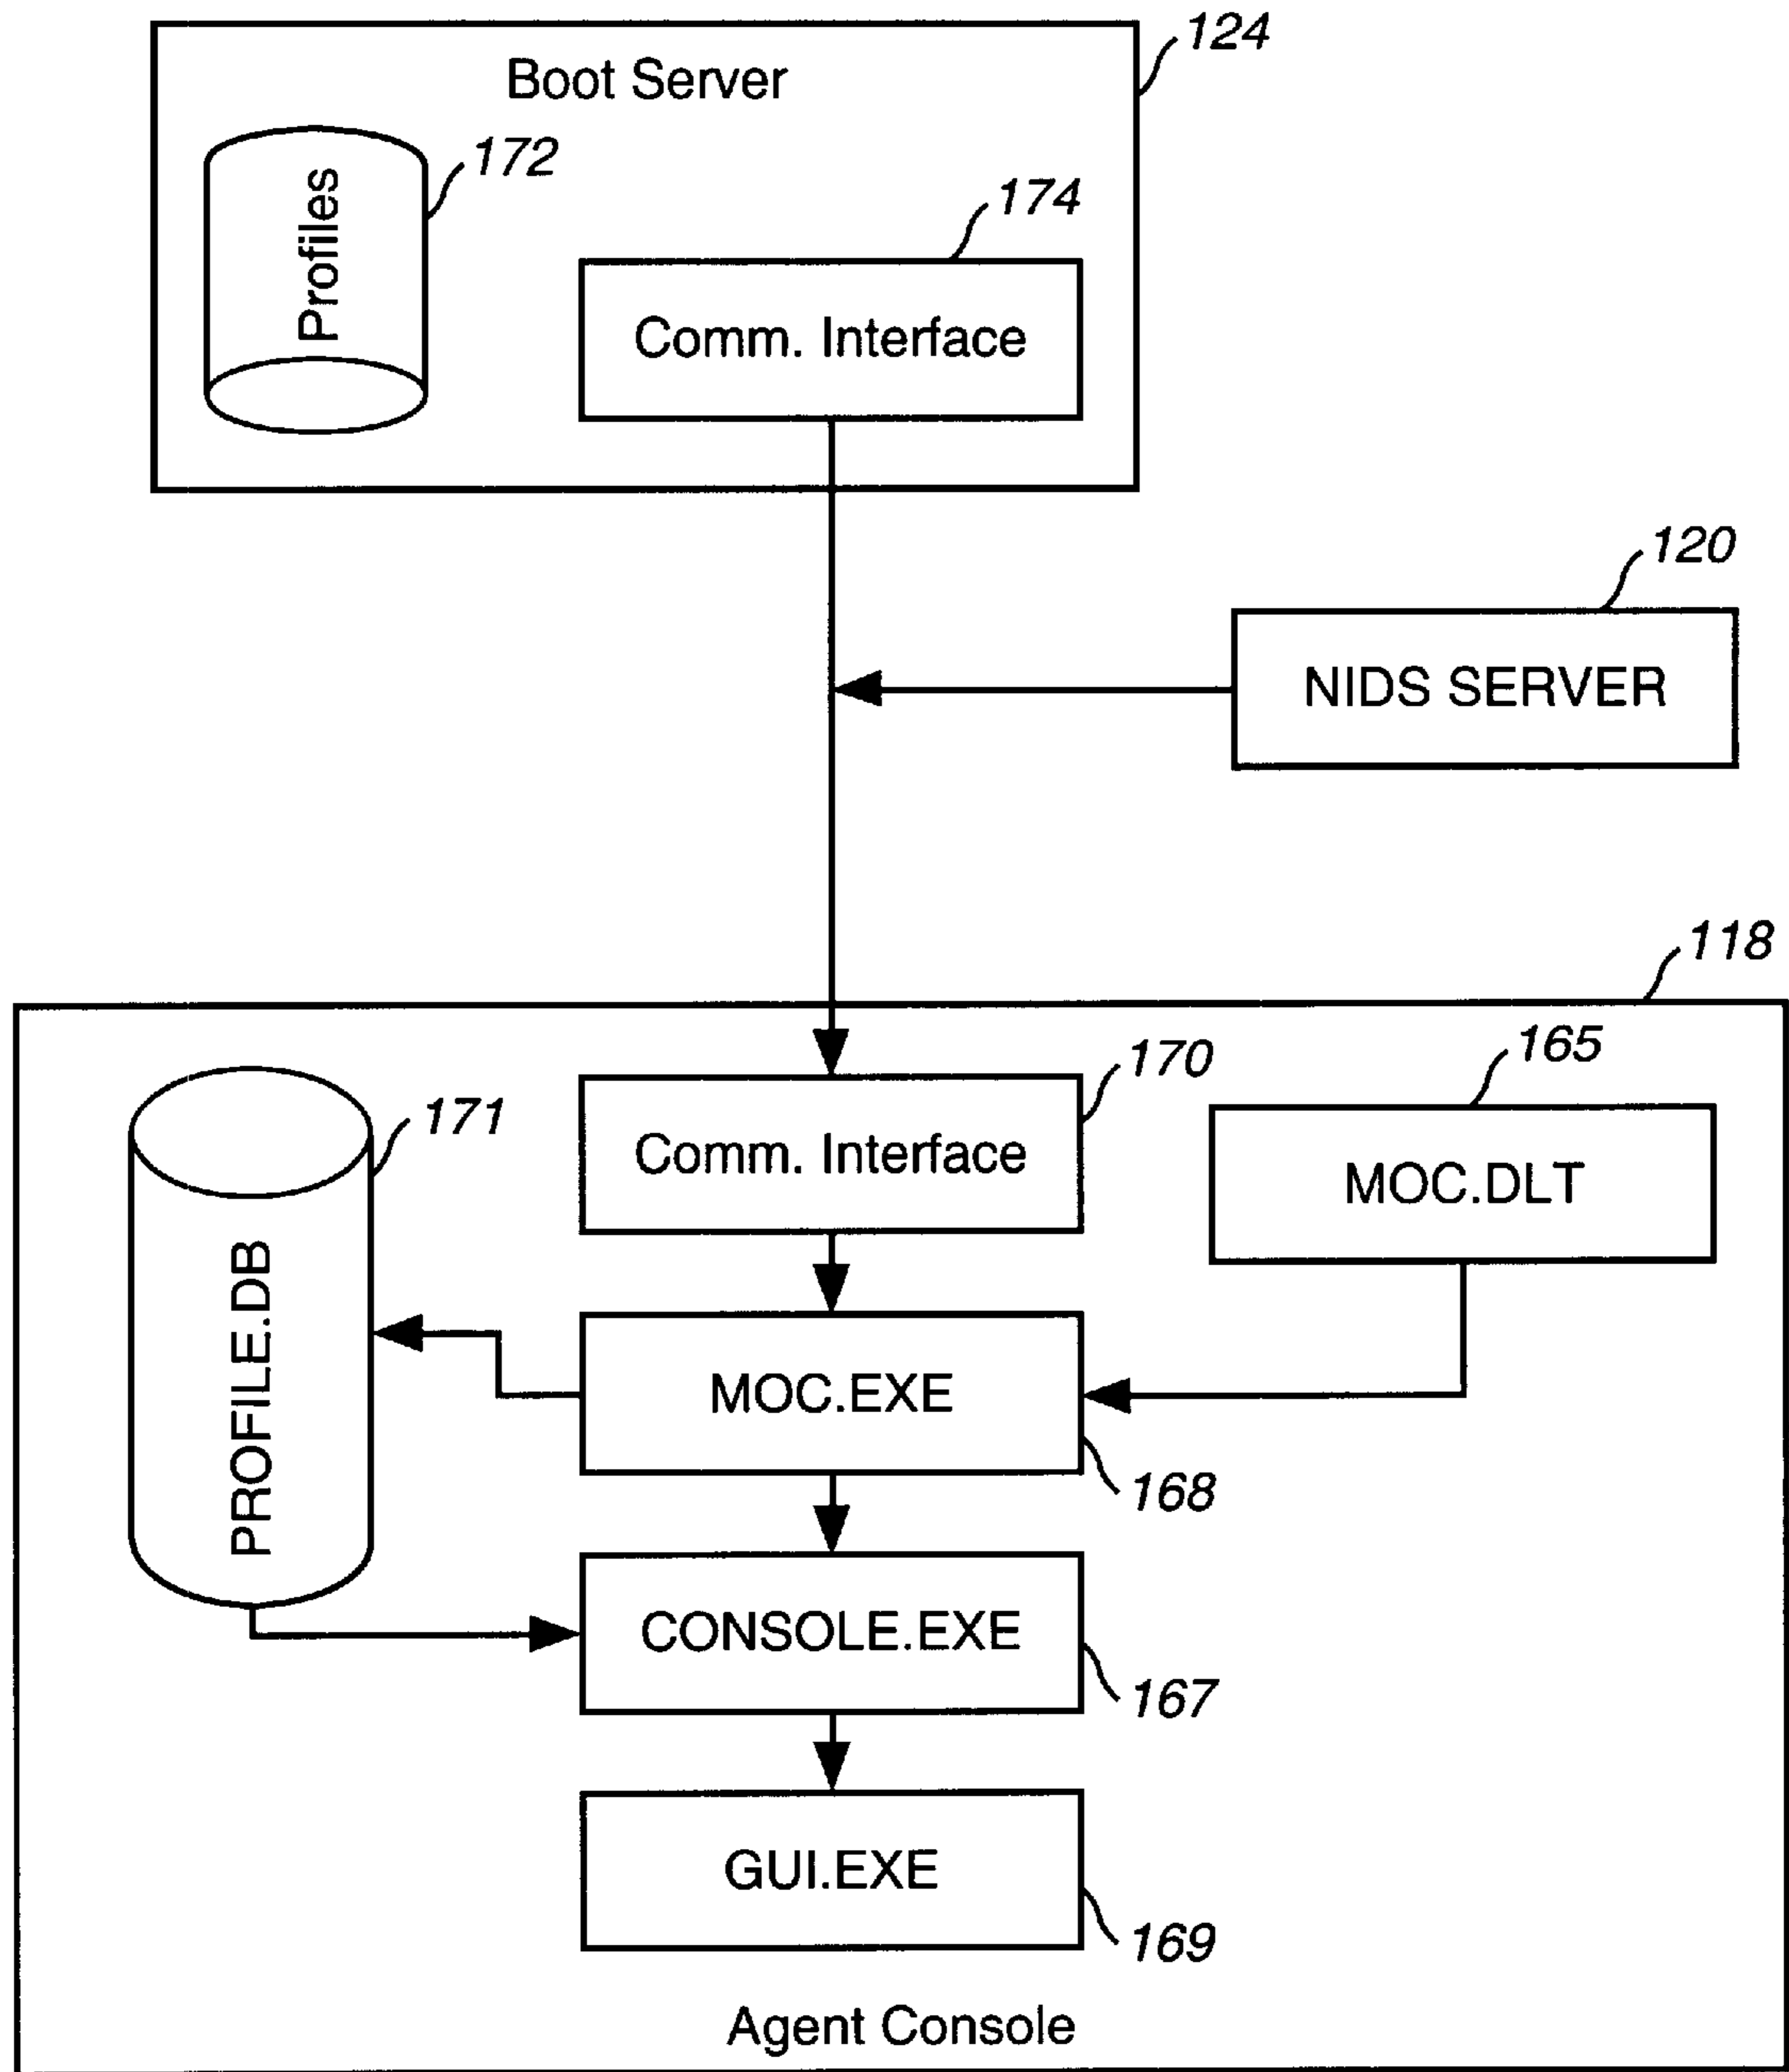 124
Boot Server
172
Profiles
174
Comm. Interface
120
NIDS SERVER
118
170
165
171
Comm. Interface
MOC.DLT
PROFILE.DB
MOC.EXE
168
CONSOLE.EXE
167
GUI.EXE
169
Agent Console